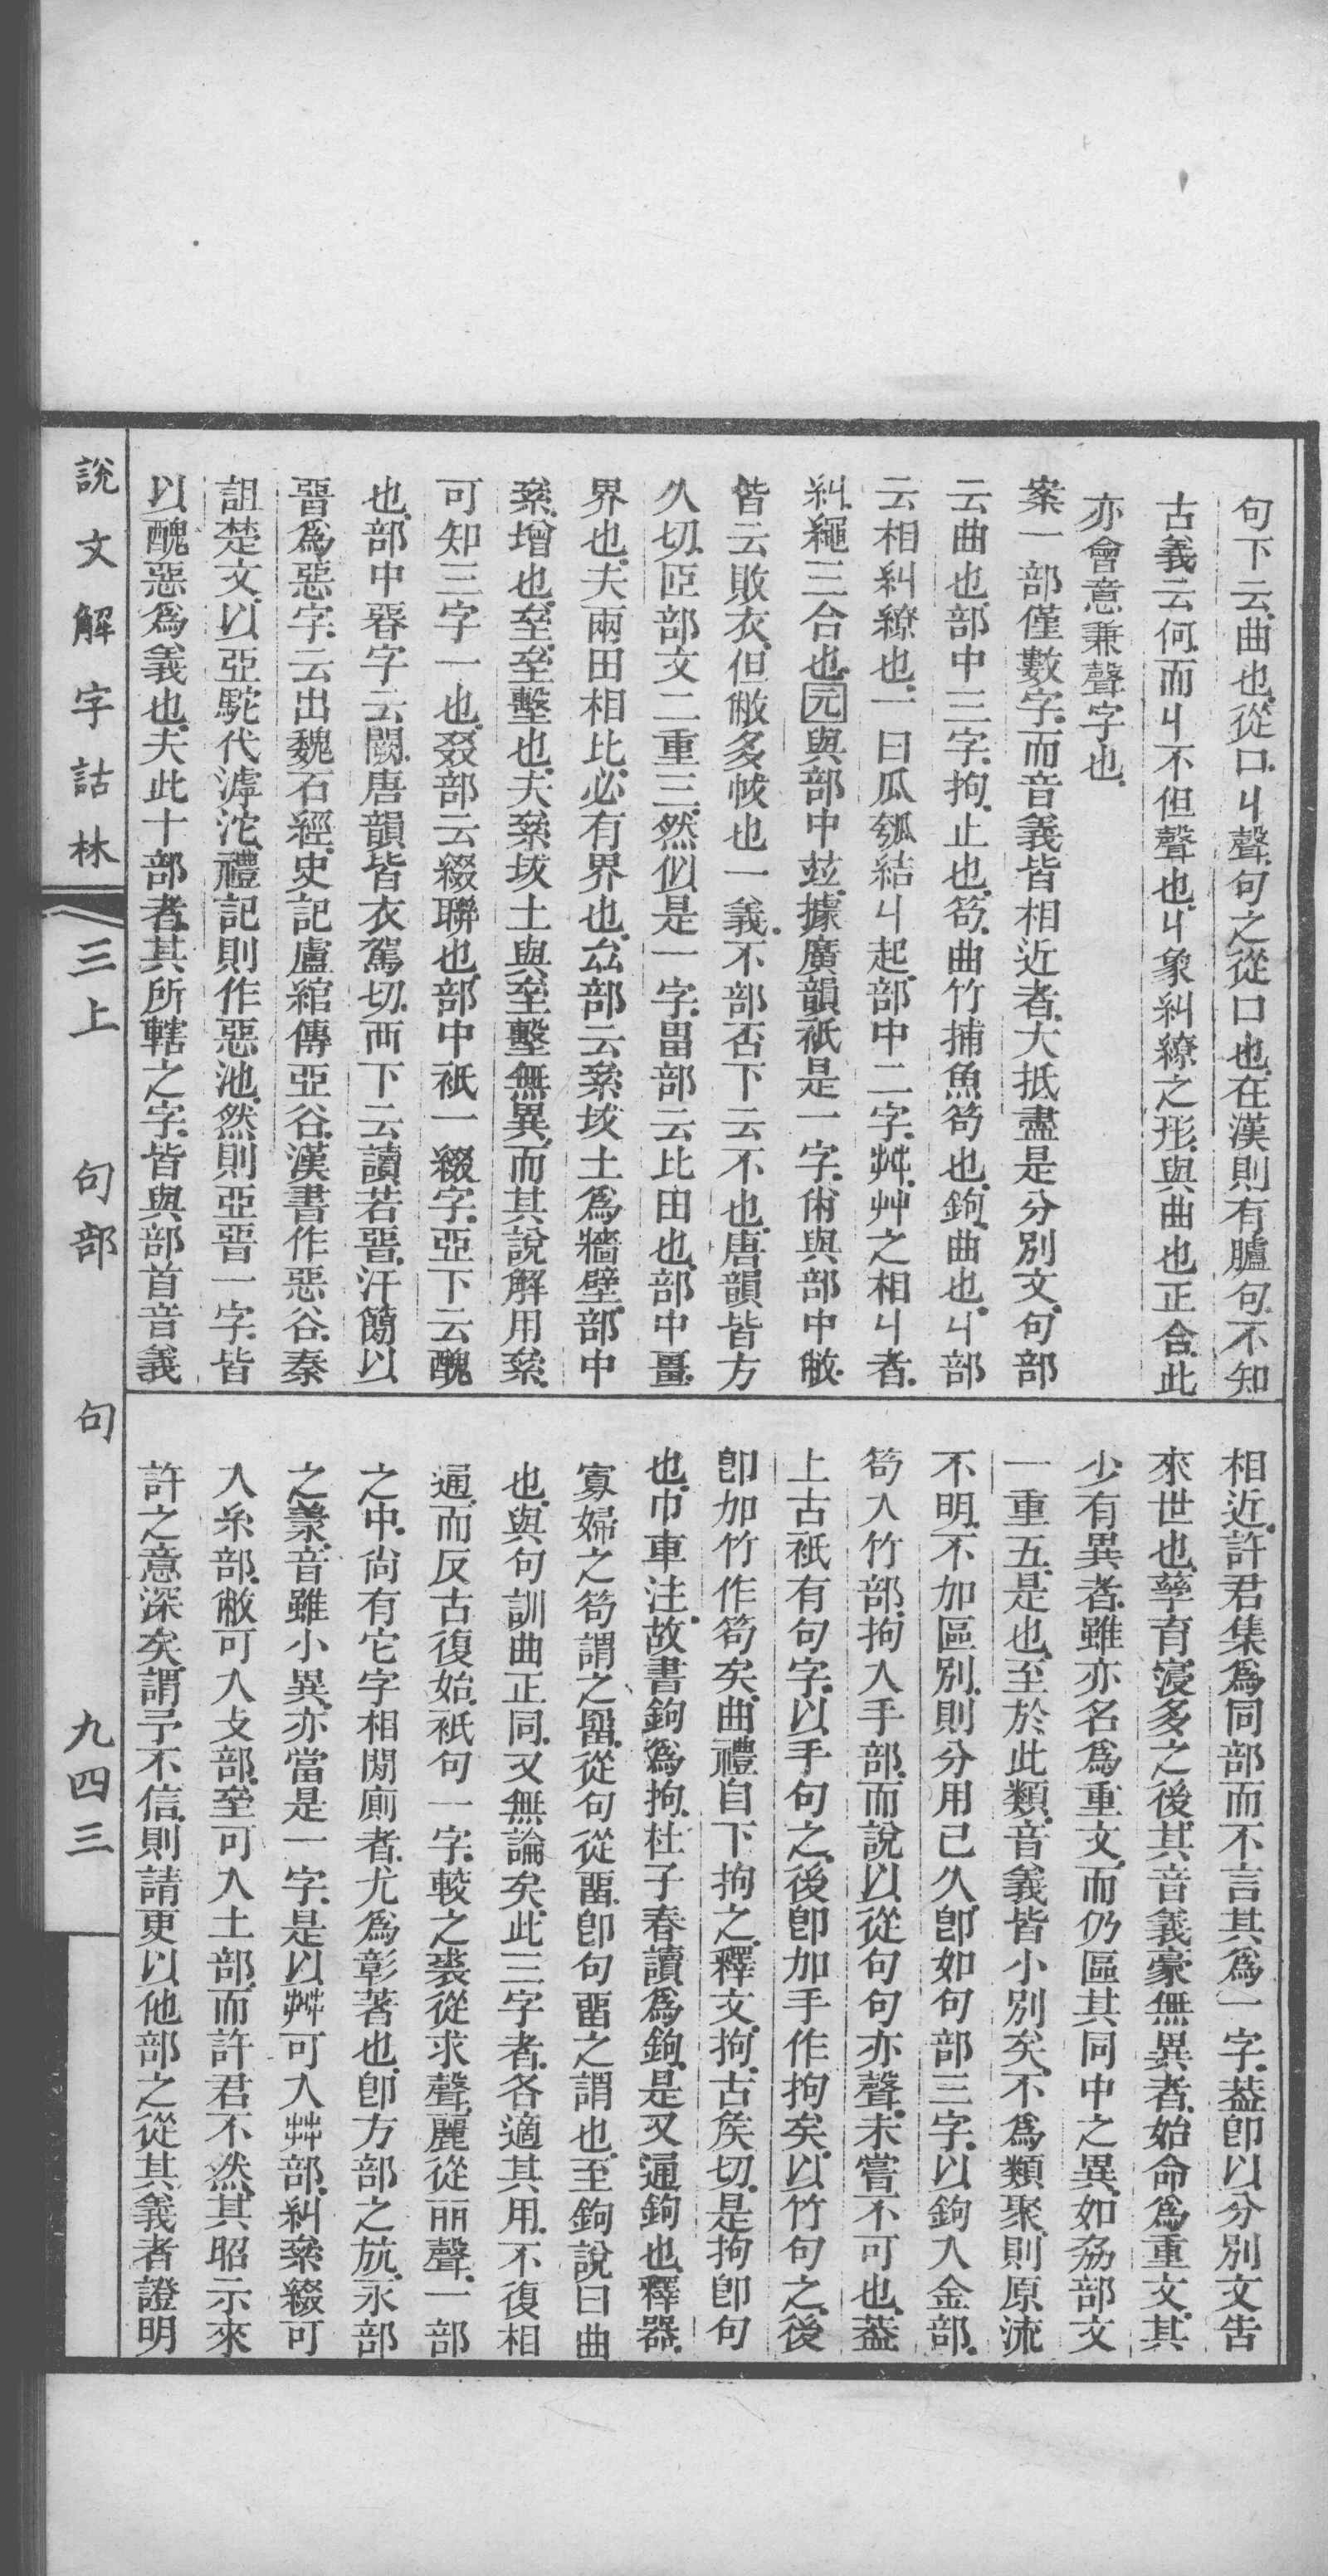 句下云曲也從口丩聲句之從口也在漢則有臚句不知
古義云何而丩不但聲也丩象糾繚之形與曲也正合此
亦會意兼聲字也
案一部僅數字而音義皆相近者大抵盡是分別文句部
云曲也部中三字拘止也笱曲竹捕魚笱也鉤曲也丩部
云相糾繚也一曰瓜瓠結丩起部中二字茻艸之相丩者
糾繩三合也元與部中玆據廣韻祇是一字㡀與部中敝
皆云敗衣但敝多帗也一義不部否下云不也唐韻皆方
久切𦣞部文二重三然似是一字畕部云比田也部中畺
界也夫兩田相比必有界也厽部云絫坺土爲牆壁部中
絫增也垒垒墼也夫絫坺土與垒墼無異而其說解用絫
可知三字一也叕部云綴聯也部中祇一綴字亞下云醜
也部中𣊬字云闕唐韻皆衣駕切襾下云讀若晋汗簡以
晋爲惡字云出魏石經史記盧綰傳亞谷漢書作惡谷秦
詛楚文以亞駝代滹沱禮記則作惡池然則亞晋一字皆
以醜惡爲義也夫此十部者其所轄之字皆與部首音義
相近許君集爲同部而不言其爲一字葢卽以分別文告
來世也孳育寖多之後其音義豪無異者始命爲重文其
少有異者雖亦名爲重文而仍區其同中之異如𠠫部文
一重五是也至於此類音義皆小別矣不爲類聚則原流
不明不加區別則分用已久卽如句部三字以鉤入金部
笱入竹部拘入手部而說以從句句亦聲未嘗不可也葢
上古祇有句字以手句之後卽加手作拘矣以竹句之後
卽加竹作笱矣曲禮自下拘之釋文拘古矦切是拘卽句
也巾車注故書鉤爲拘杜子春讀爲鉤是又通鉤也釋器
寡婦之笱謂之罶從句從畱卽句畱之謂也至鉤說曰曲
也與句訓曲正同又無論矣此三字者各適其用不復相
通而反古復始祇句一字較之裘從求聲麗從丽聲一部
之中尙有它字相閒廁者尤爲彰著也卽方部之斻永部
之羕音雖小異亦當是一字是以茻可入艸部糾絫綴可
入糸部敝可入攴部垒可入土部而許君不然其昭示來
許之意深矣謂予不信則請更以他部之從其義者證明
說文解字詁林
三上
句部
句
九四三